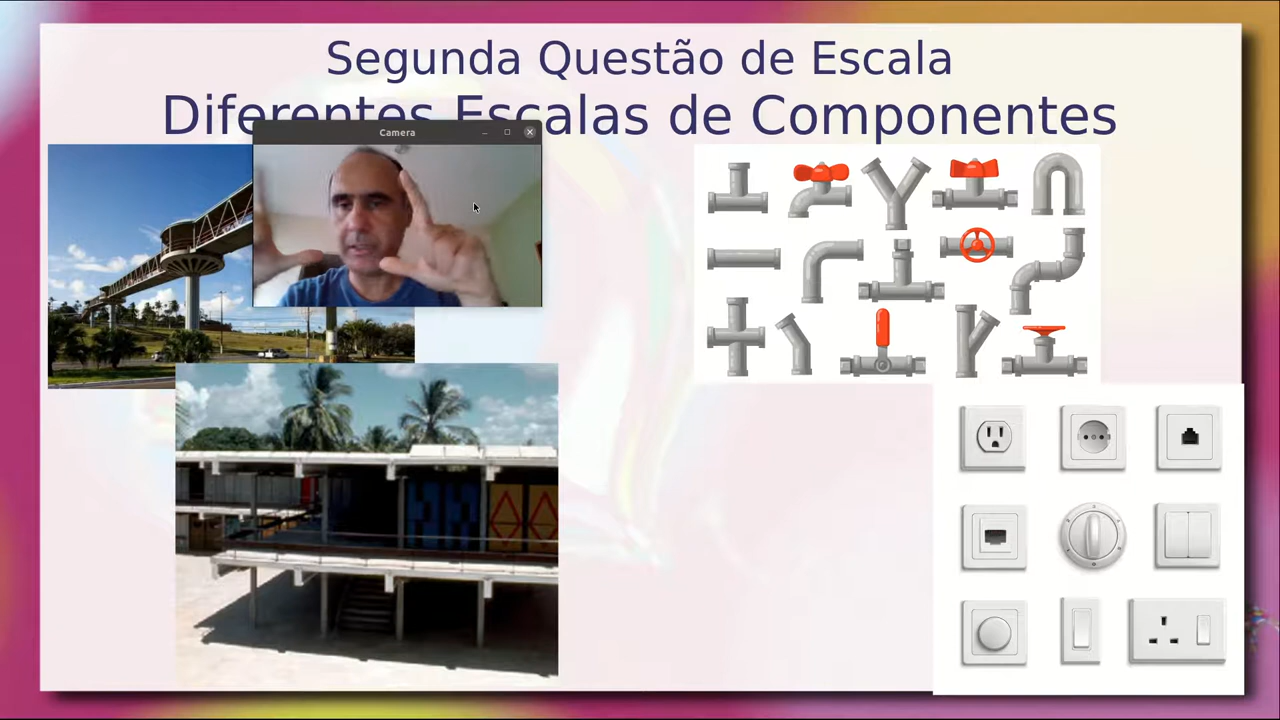 Segunda Questão de Escala
Diferentes Escalas de Componentes
Camera